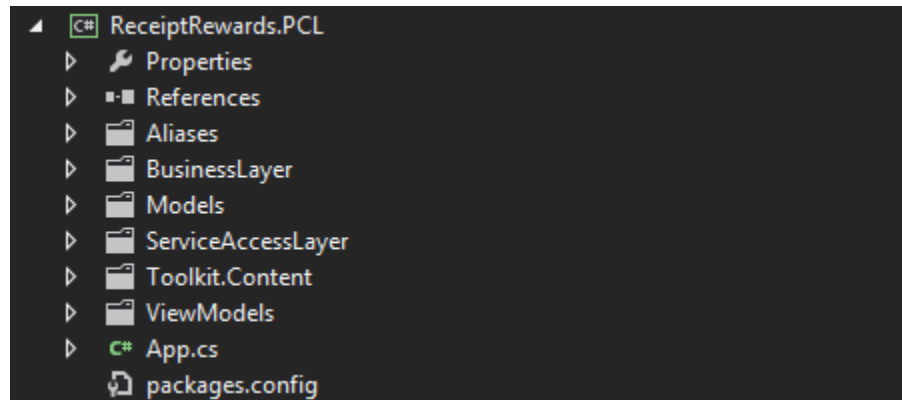 C# ReceiptRewards.PCL
Properties
References
Aliases
BusinessLayer
Models
ServiceAccessLayer
Toolkit.Content
ViewModels
C# App.cs
packages.config